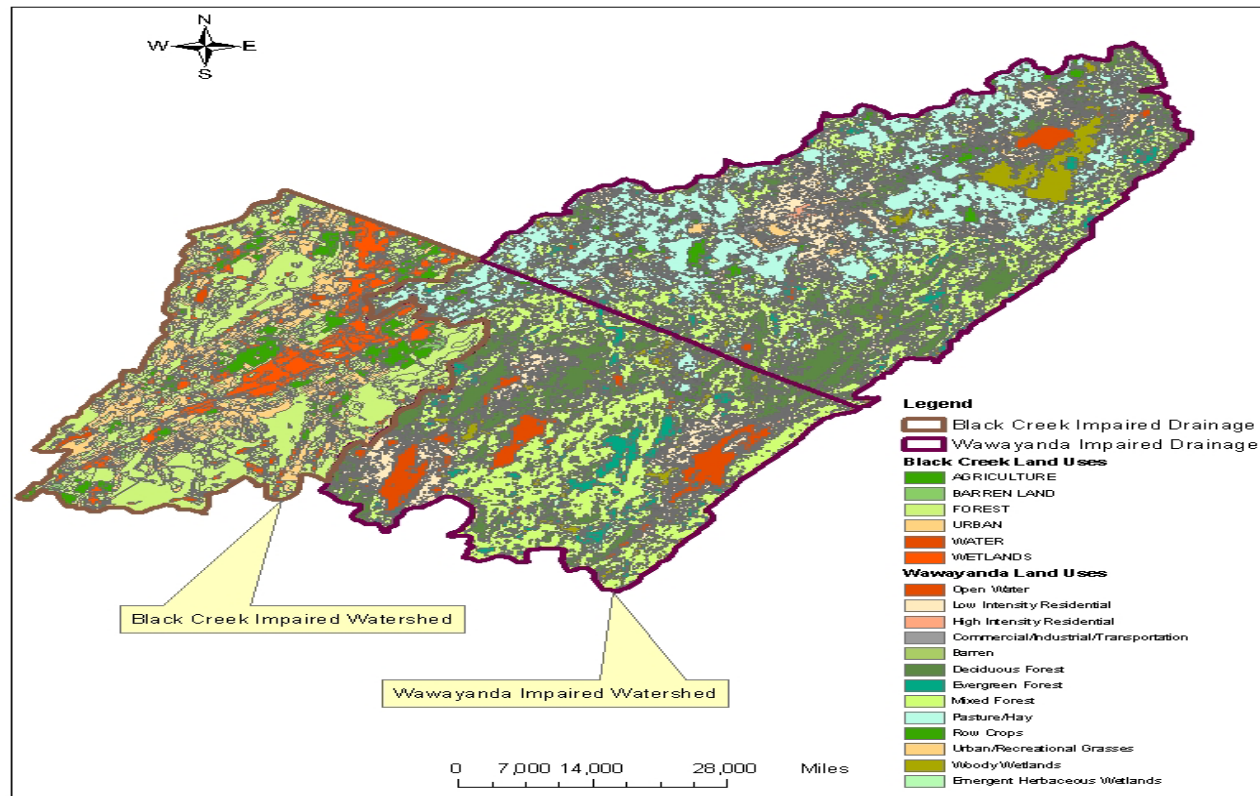 N
W E
S
Legend
Black Creek Impaired Drainage
Wawayanda Impaired Drainage
Black Creek Land Uses
AGRICULTURE
BARREN LAND
FOREST
URBAN
WATER
WETLANDS
Wawayanda Land Uses
Open Water
Low Intensity Residential
High Intensity Residential
Commercial/Industrial/Transportation
Barren
Deciduous Forest
Evergreen Forest
Mixed Forest
Pasture/Hay
Row Crops
Urban/Recreational Grasses
Woody Wetlands
Emergent Herbaceous Wetlands
Black Creek Impaired Watershed
Wawayanda Impaired Watershed
0 7,000 14,000 28,000 Miles